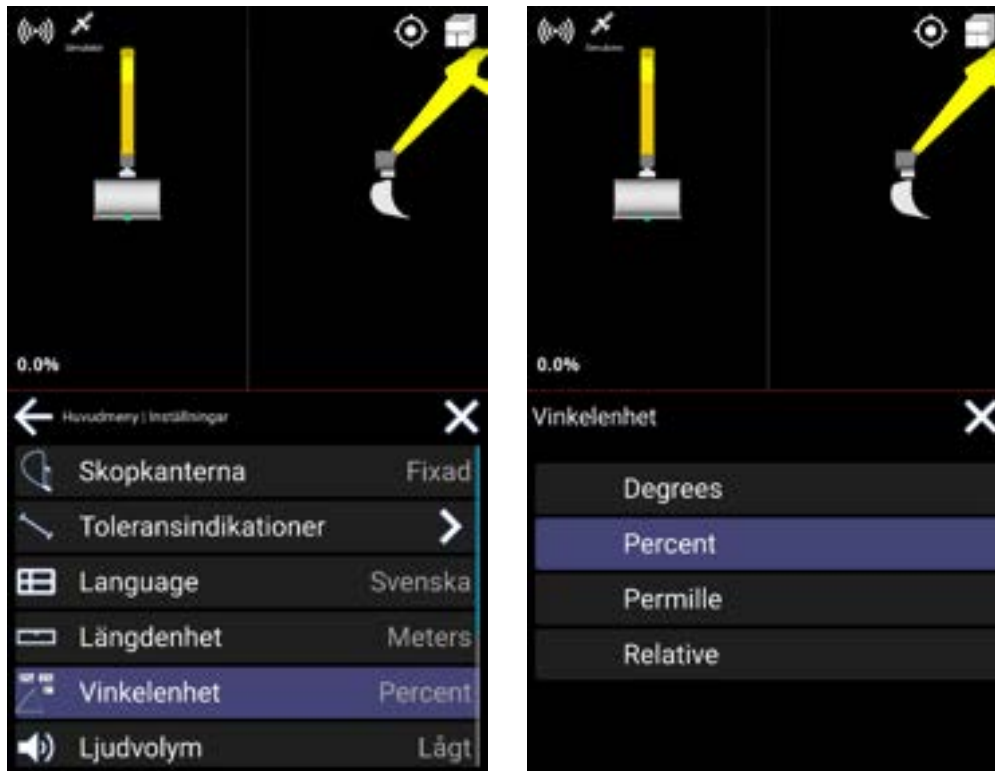 0.0%
Huvudmeny | Inställningar
Skopkanterna Fixad
Toleransindikationer
Language Svenska
Längdenhet Meters
Vinkelenhet Percent
Ljudvolym Lågt
0.0%
Vinkelenhet
Degrees
Percent
Permille
Relative